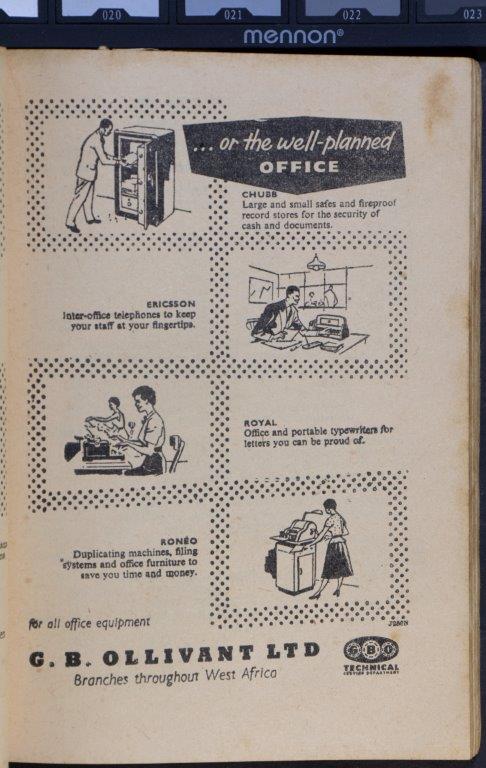 020
021
022
023
mennon®
... or the well-planned
OFFICE
CHUBB
Large and small safes and fireproof
record stores for the security of
cash and documents.
ERICSSON
Inter-office telephones to keep
your staff at your fingertips.
ROYAL
Office and portable typewriters for
letters you can be proud of.
RONÉO
Duplicating machines, filing
systems and office furniture to
save you time and money.
for all office equipment
G. B. OLLIVANT LTD
Branches throughout West Africa
G B O
TECHNICAL
SERVICE DEPARTMENT